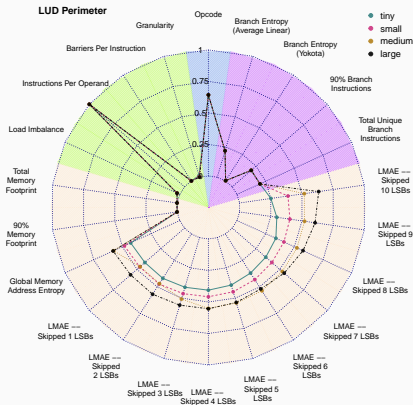 LUD Perimeter
Opcode
tiny
small
medium
large
Granularity
Branch Entropy
(Average Linear)
Barriers Per Instruction
Branch Entropy
(Yokota)
1
0.75
0.5
0.25
Instructions Per Operand
90% Branch
Instructions
Load Imbalance
Total Unique
Branch
Instructions
Total
Memory
Footprint
LMAE −−
Skipped
10 LSBs
90%
Memory
Footprint
LMAE −−
Skipped 9
LSBs
Global Memory
Address Entropy
LMAE −−
Skipped 8 LSBs
LMAE −−
Skipped 1 LSBs
LMAE −−
Skipped 7 LSBs
LMAE −−
Skipped
2 LSBs
LMAE −−
Skipped 6
LSBs
LMAE −−
Skipped 3 LSBs
LMAE −−
Skipped 4 LSBs
LMAE −−
Skipped 5
LSBs